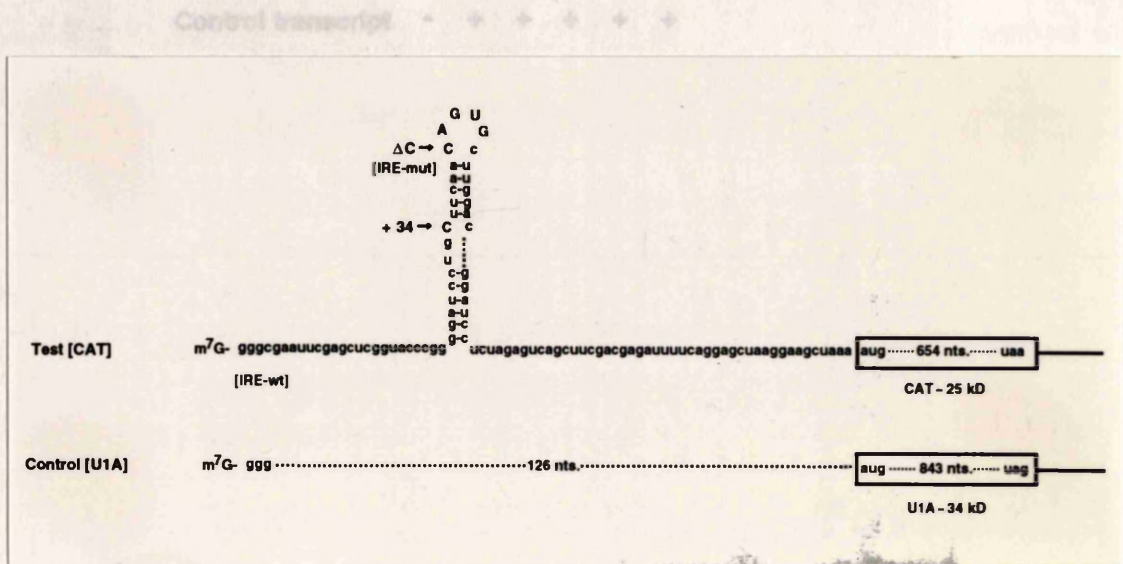 Control transcript - + + + + +
G U
A G
ΔC → C c
[IRE-mut] a-u
a-u
c-g
u-g
u-a
+ 34 → C c
g
u
c-g
c-g
u-a
a-u
g-c
g-c
Test [CAT] m⁷G- gggcgaauucgagcucgguacccgg ucuagagucagcuucgacgagauuuucaggagcuaaggaagcuaaa aug ······ 654 nts. ······ uaa
[IRE-wt]
CAT – 25 kD
Control [U1A] m⁷G- ggg ······ 126 nts. ······ aug ······ 843 nts. ······ uag
U1A – 34 kD